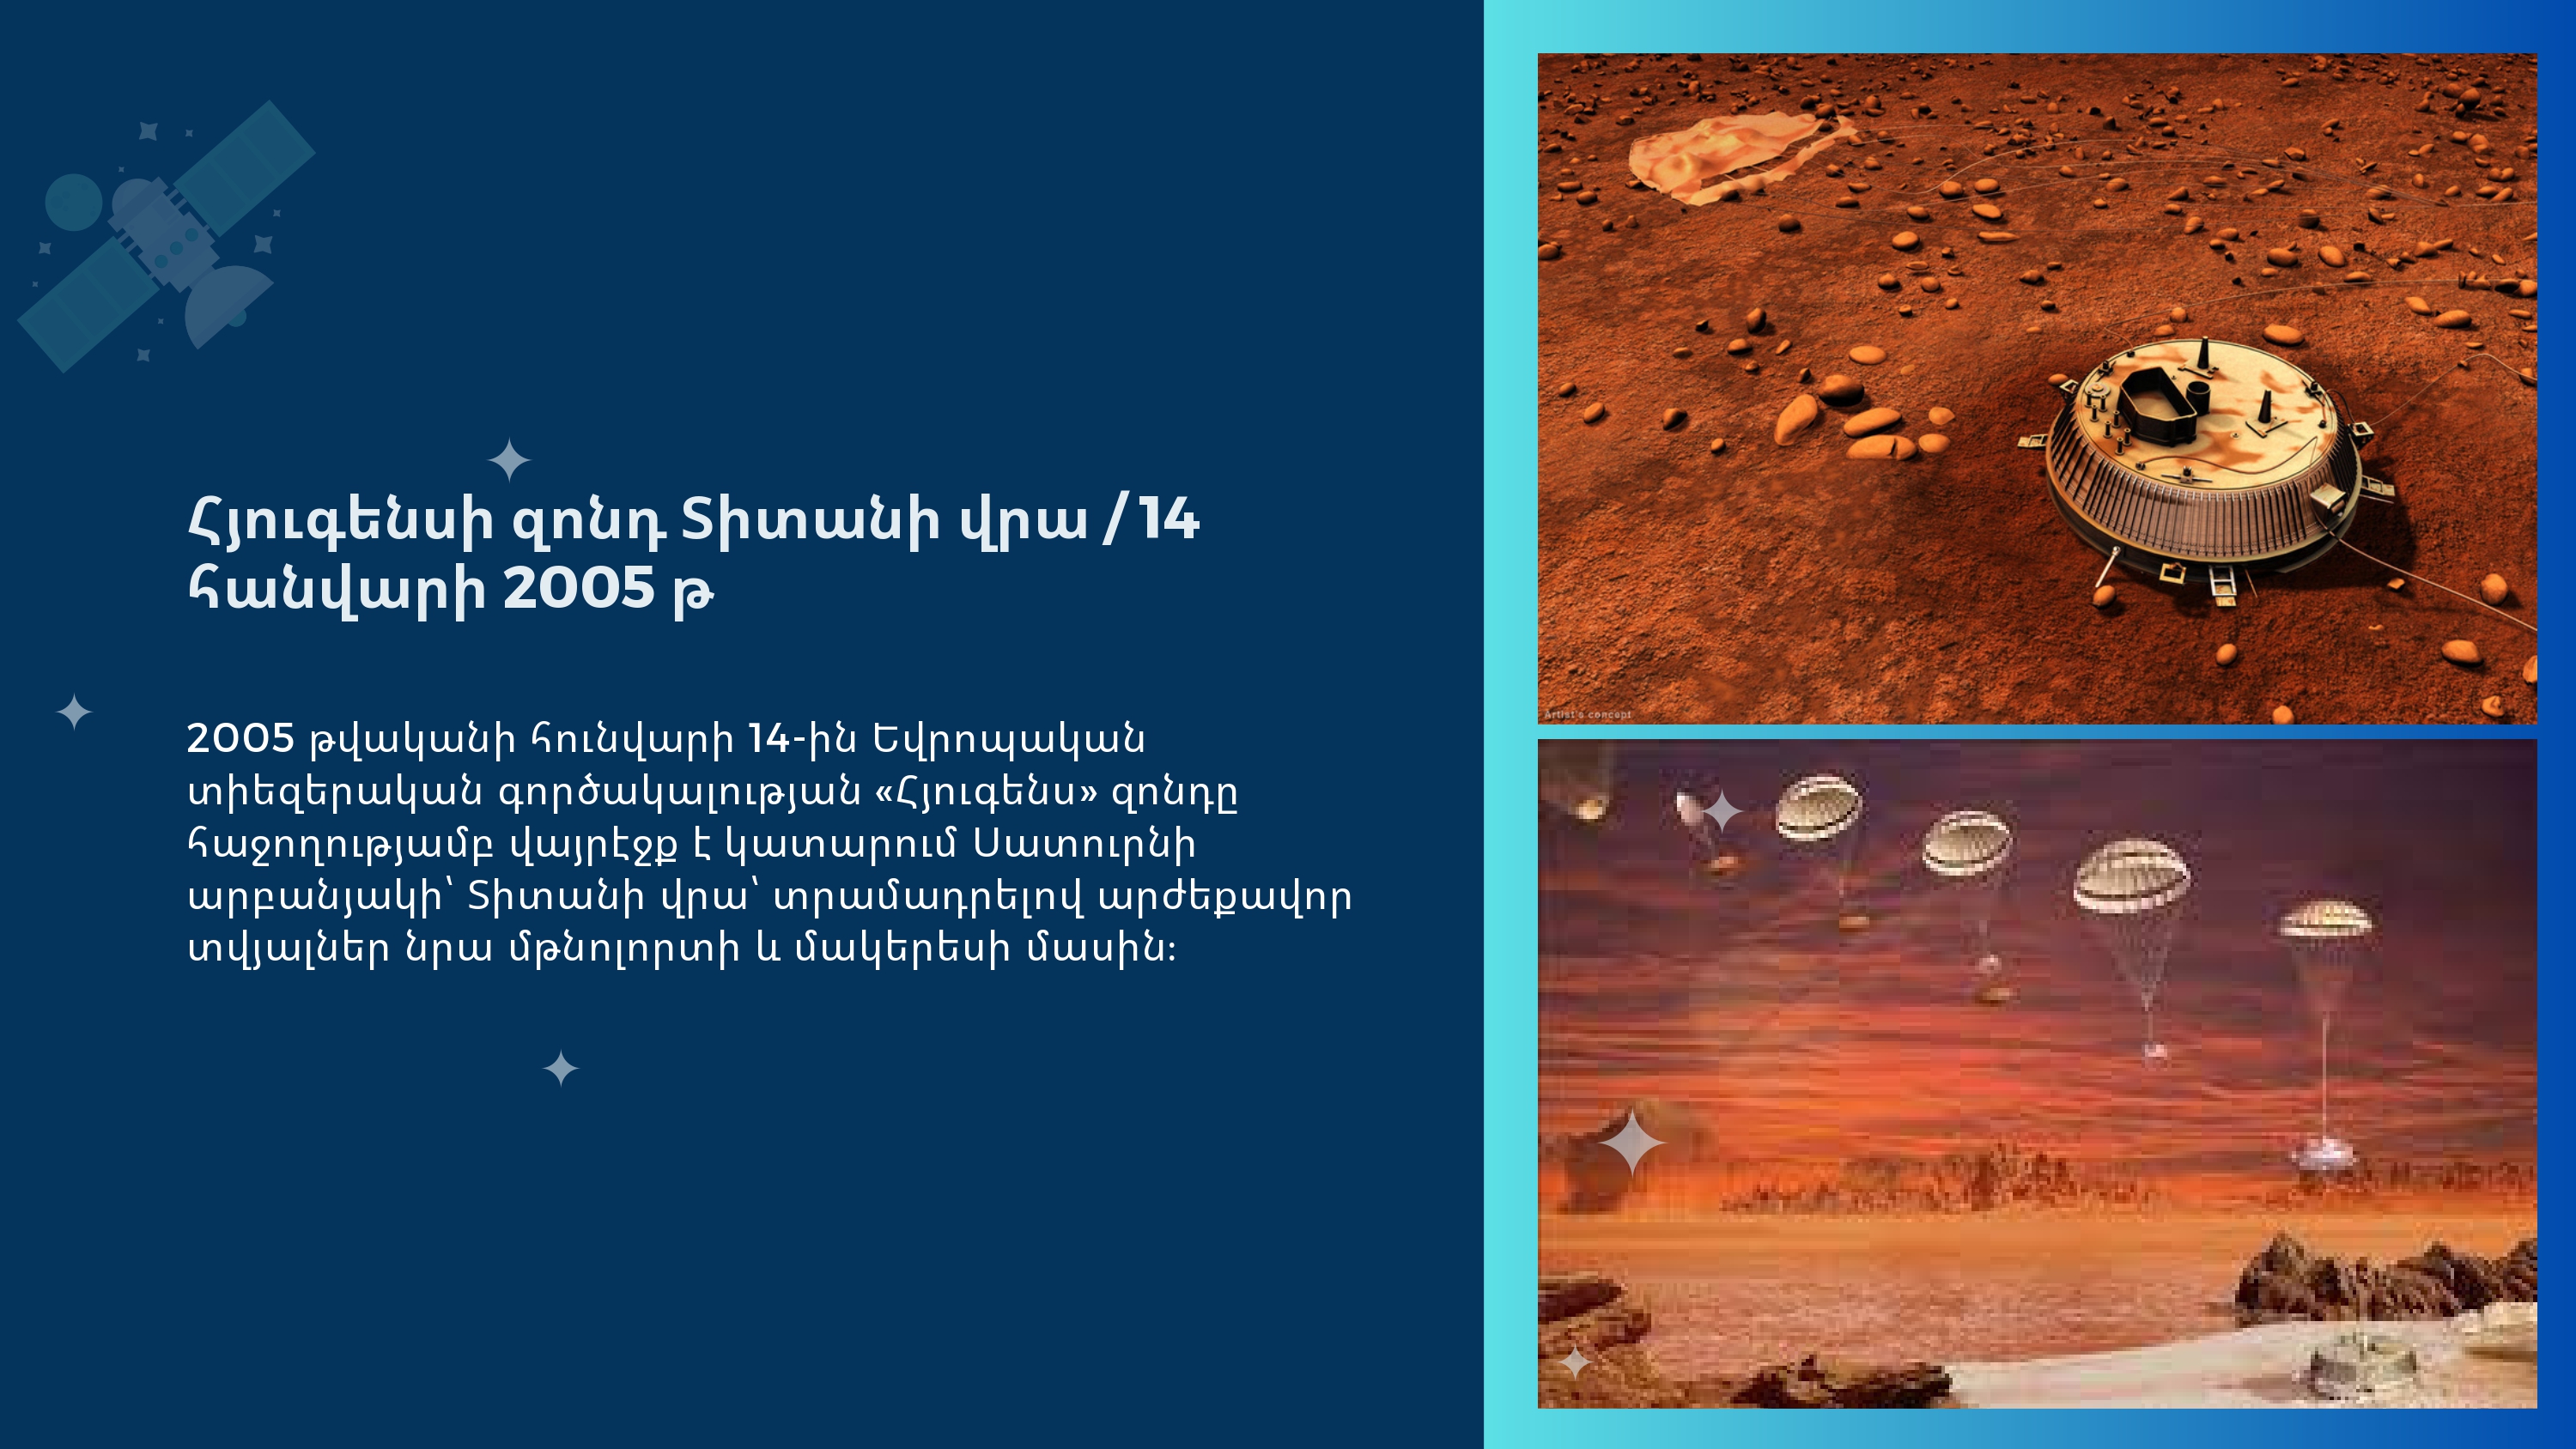 Հյուգենսի զոնդ Տիտանի վրա /14
հանվարի 2005 թ
2005 թվականի հունվարի 14-ին Եվրոպական
տիեզերական գործակալության «Հյուգենս» զոնդը
հաջողությամբ վայրէջք է կատարում Սատուրնի
արբանյակի՝ Տիտանի վրա՝ տրամադրելով արժեքավոր
տվյալներ նրա մթնոլորտի և մակերեսի մասին։
Artist's concept